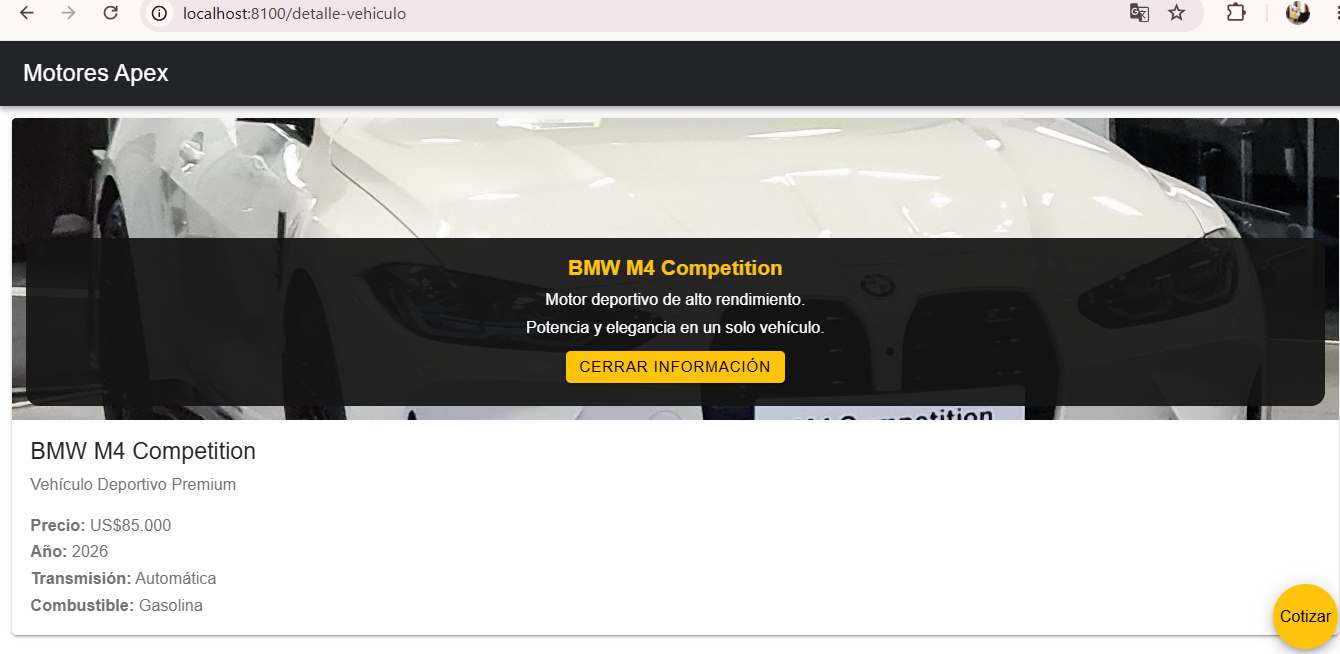 localhost:8100/detalle-vehiculo
Motores Apex
BMW M4 Competition
Motor deportivo de alto rendimiento.
Potencia y elegancia en un solo vehículo.
CERRAR INFORMACIÓN
M4 Competition
BMW M4 Competition
Vehículo Deportivo Premium
Precio: US$85.000
Año: 2026
Transmisión: Automática
Combustible: Gasolina
Cotizar